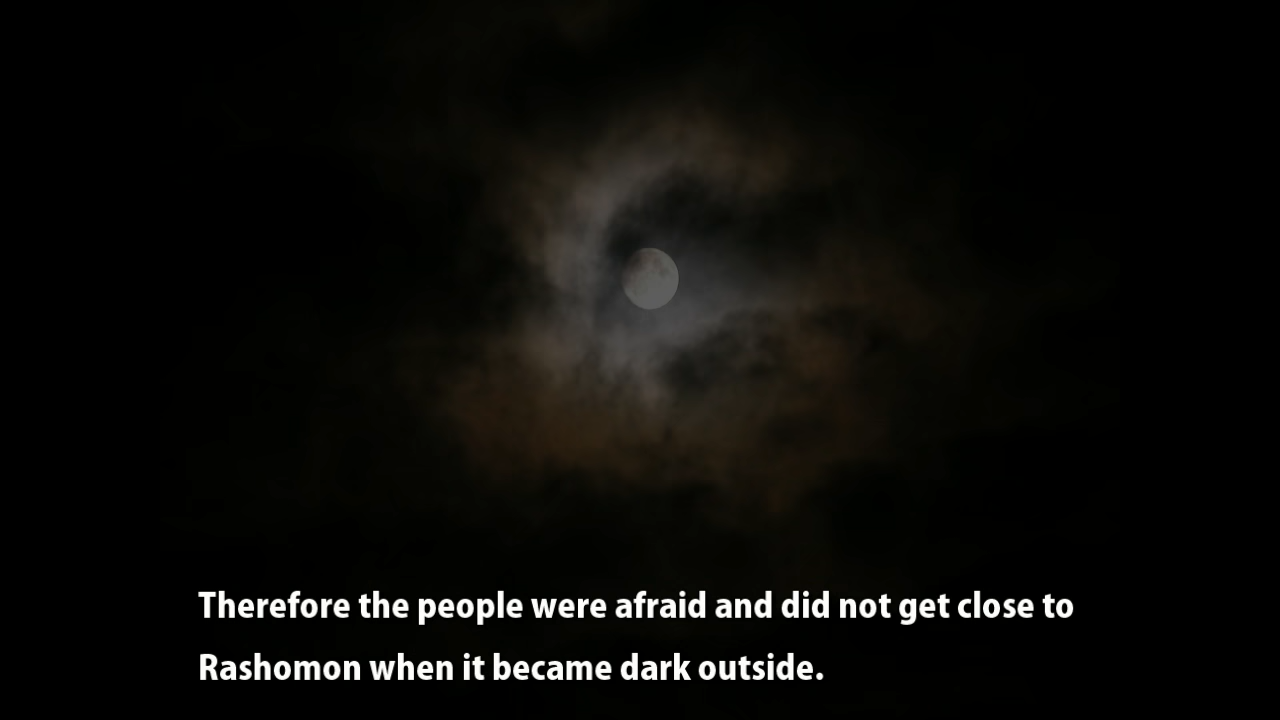 Therefore the people were afraid and did not get close to
Rashomon when it became dark outside.